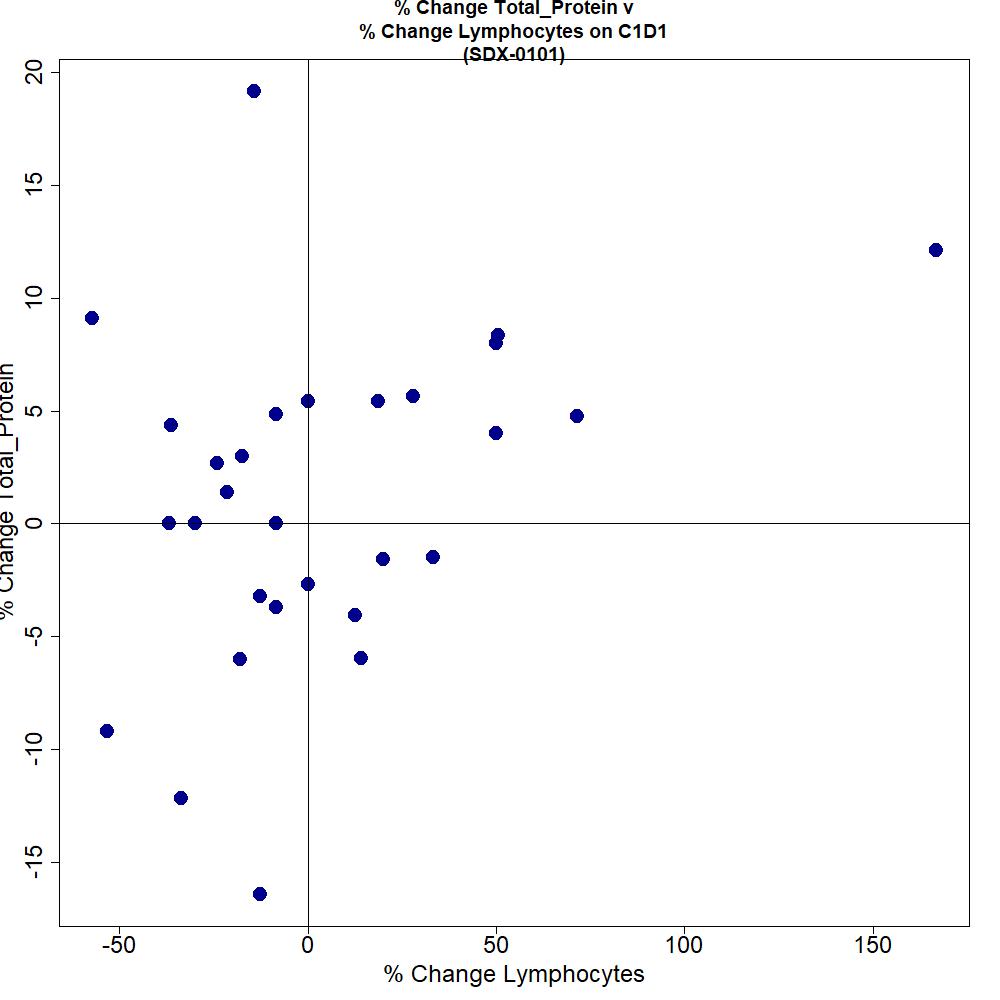 % Change Total_Protein v
% Change Lymphocytes on C1D1
(SDX-0101)
% Change Total_Protein
20
15
10
5
0
-5
-10
-15
-50
0
50
100
150
% Change Lymphocytes